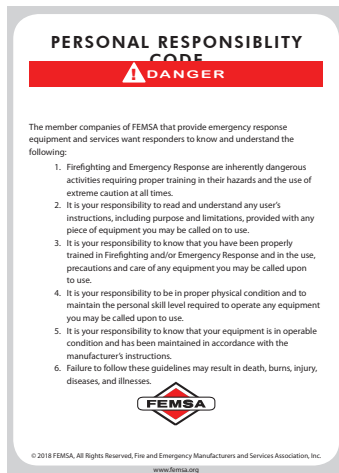 PERSONAL RESPONSIBLITY
CODE
DANGER
The member companies of FEMSA that provide emergency response
equipment and services want responders to know and understand the
following:
1. Firefighting and Emergency Response are inherently dangerous
activities requiring proper training in their hazards and the use of
extreme caution at all times.
2. It is your responsibility to read and understand any user's
instructions, including purpose and limitations, provided with any
piece of equipment you may be called on to use.
3. It is your responsibility to know that you have been properly
trained in Firefighting and/or Emergency Response and in the use,
precautions and care of any equipment you may be called upon
to use.
4. It is your responsibility to be in proper physical condition and to
maintain the personal skill level required to operate any equipment
you may be called upon to use.
5. It is your responsibility to know that your equipment is in operable
condition and has been maintained in accordance with the
manufacturer's instructions.
6. Failure to follow these guidelines may result in death, burns, injury,
diseases, and illnesses.
FEMSA
© 2018 FEMSA, All Rights Reserved, Fire and Emergency Manufacturers and Services Association, Inc.
www.femsa.org